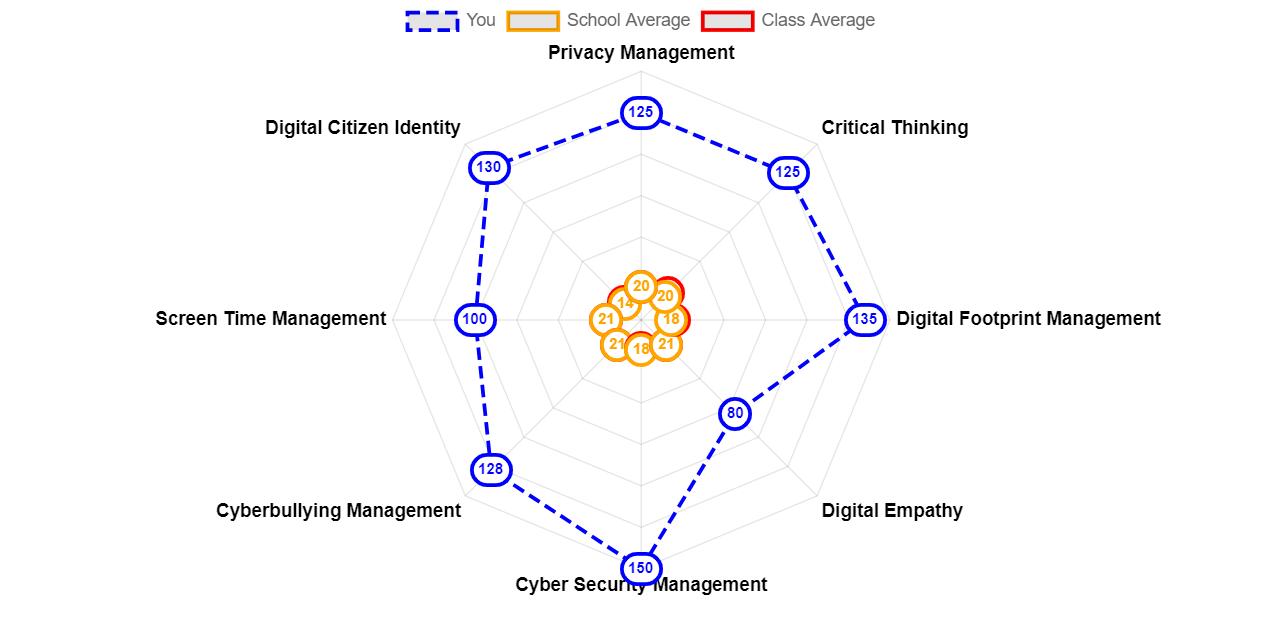 You School Average Class Average
Privacy Management
125
Digital Citizen Identity
Critical Thinking
130
125
20
20
14
Screen Time Management
100
21
18
135
Digital Footprint Management
21
18
21
80
128
Cyberbullying Management
Digital Empathy
150
Cyber Security Management